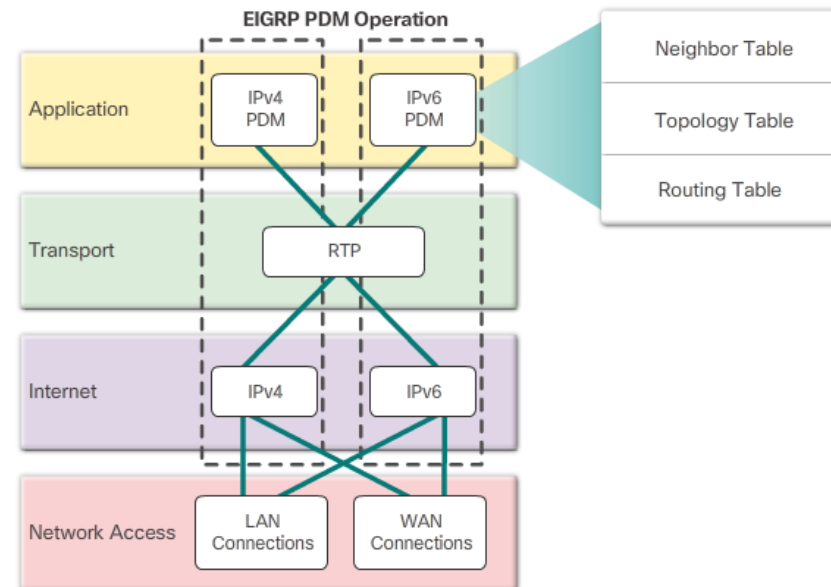 EIGRP PDM Operation
Neighbor Table
Topology Table
Routing Table
Application
IPv4
PDM
IPv6
PDM
Transport
RTP
Internet
IPv4
IPv6
Network Access
LAN
Connections
WAN
Connections